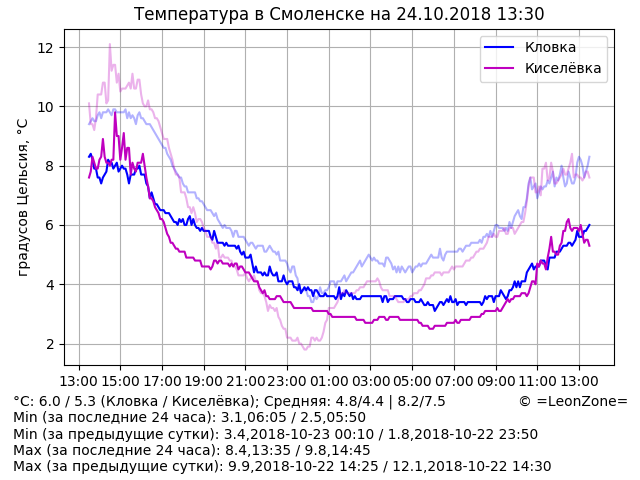 Температура в Смоленске на 24.10.2018 13:30
Кловка
Киселёвка
градусов Цельсия, °C
12
10
8
6
4
2
13:00 15:00 17:00 19:00 21:00 23:00 01:00 03:00 05:00 07:00 09:00 11:00 13:00
°C: 6.0 / 5.3 (Кловка / Киселёвка); Средняя: 4.8/4.4 | 8.2/7.5 © =LeonZone=
Min (за последние 24 часа): 3.1,06:05 / 2.5,05:50
Min (за предыдущие сутки): 3.4,2018-10-23 00:10 / 1.8,2018-10-22 23:50
Max (за последние 24 часа): 8.4,13:35 / 9.8,14:45
Max (за предыдущие сутки): 9.9,2018-10-22 14:25 / 12.1,2018-10-22 14:30